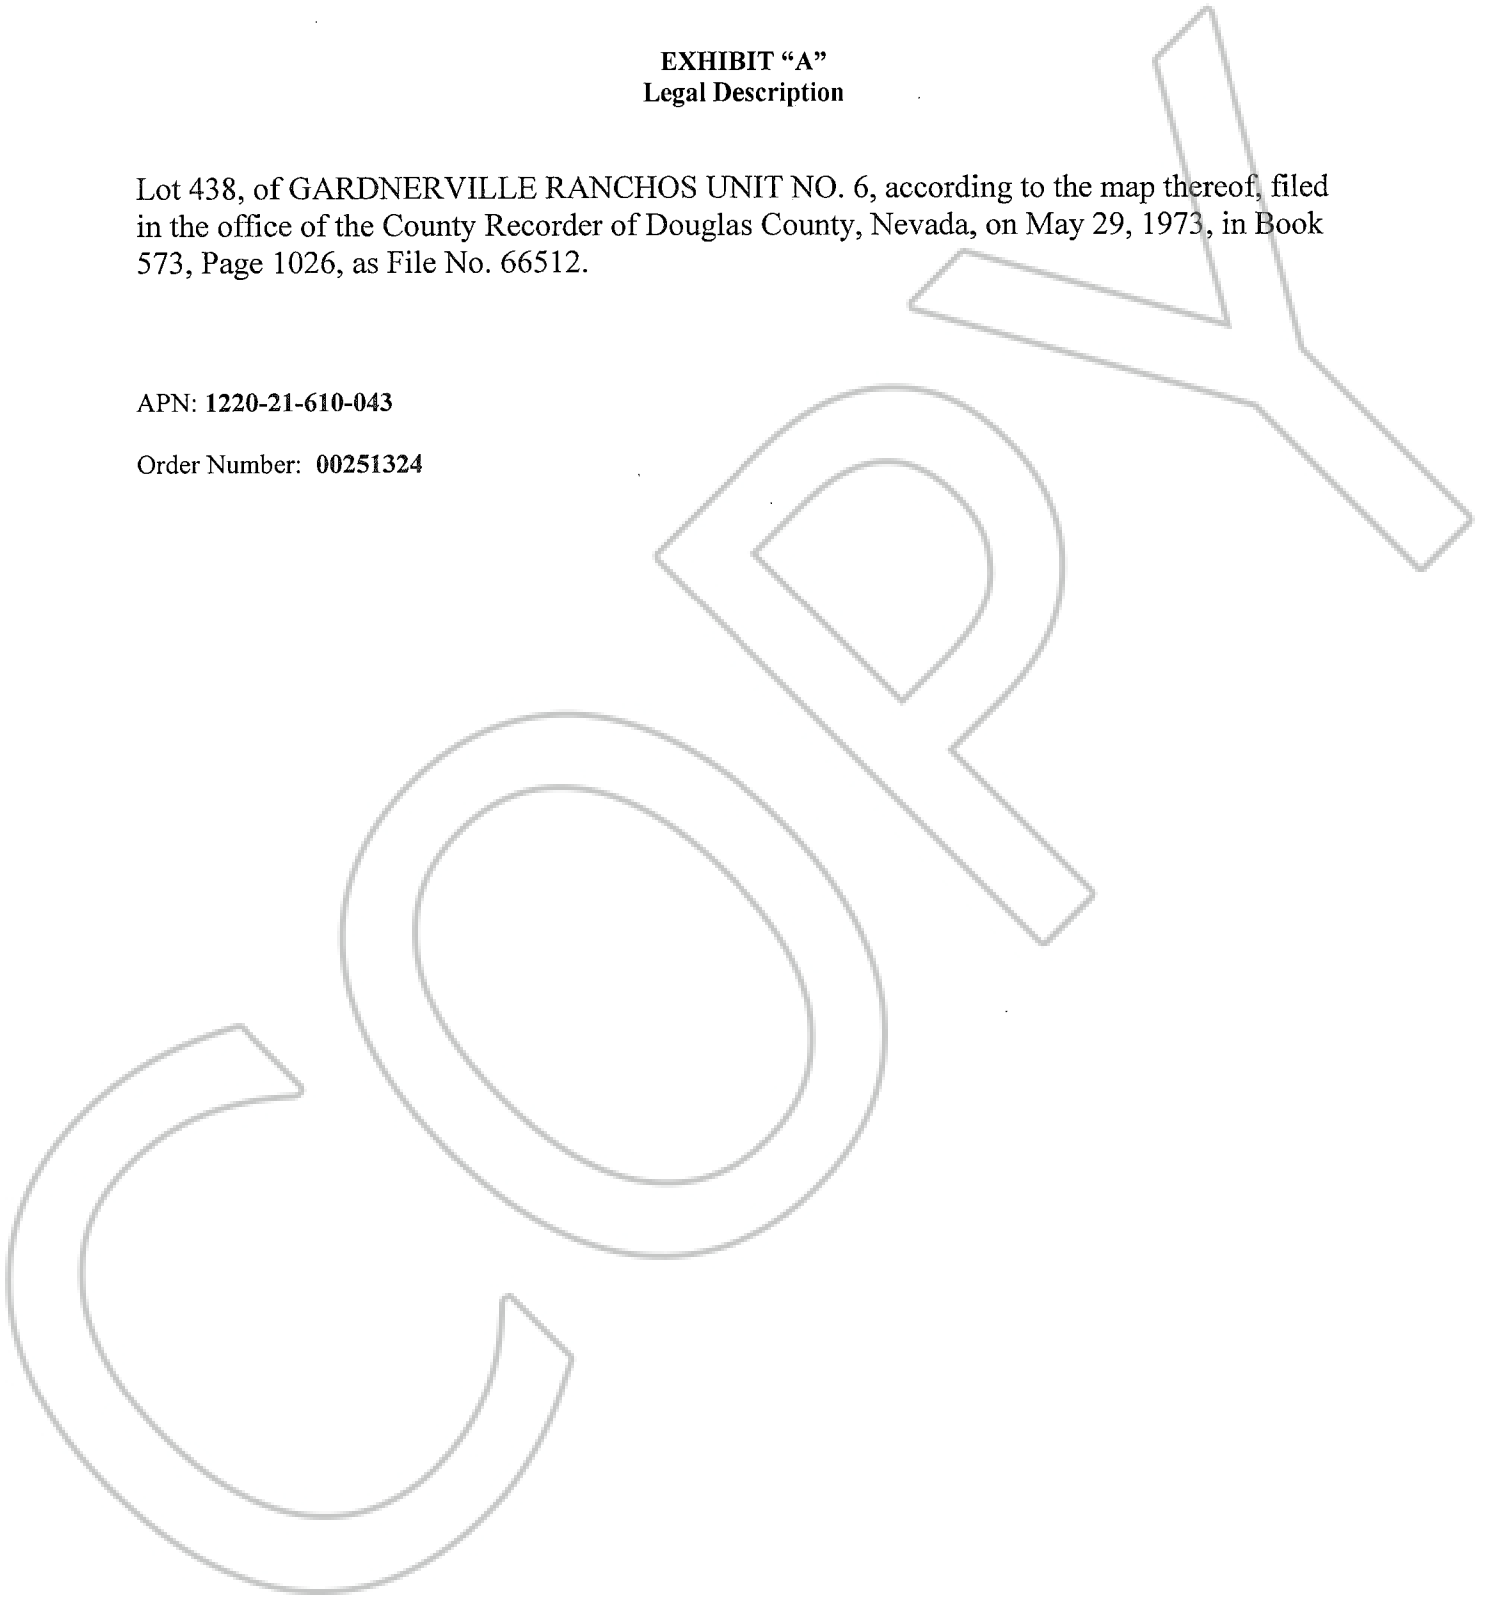 EXHIBIT “A”
Legal Description
Lot 438, of GARDNERVILLE RANCHOS UNIT NO. 6, according to the map thereof, filed
in the office of the County Recorder of Douglas County, Nevada, on May 29, 1973, in Book
573, Page 1026, as File No. 66512.
APN: 1220-21-610-043
Order Number: 00251324
COPY